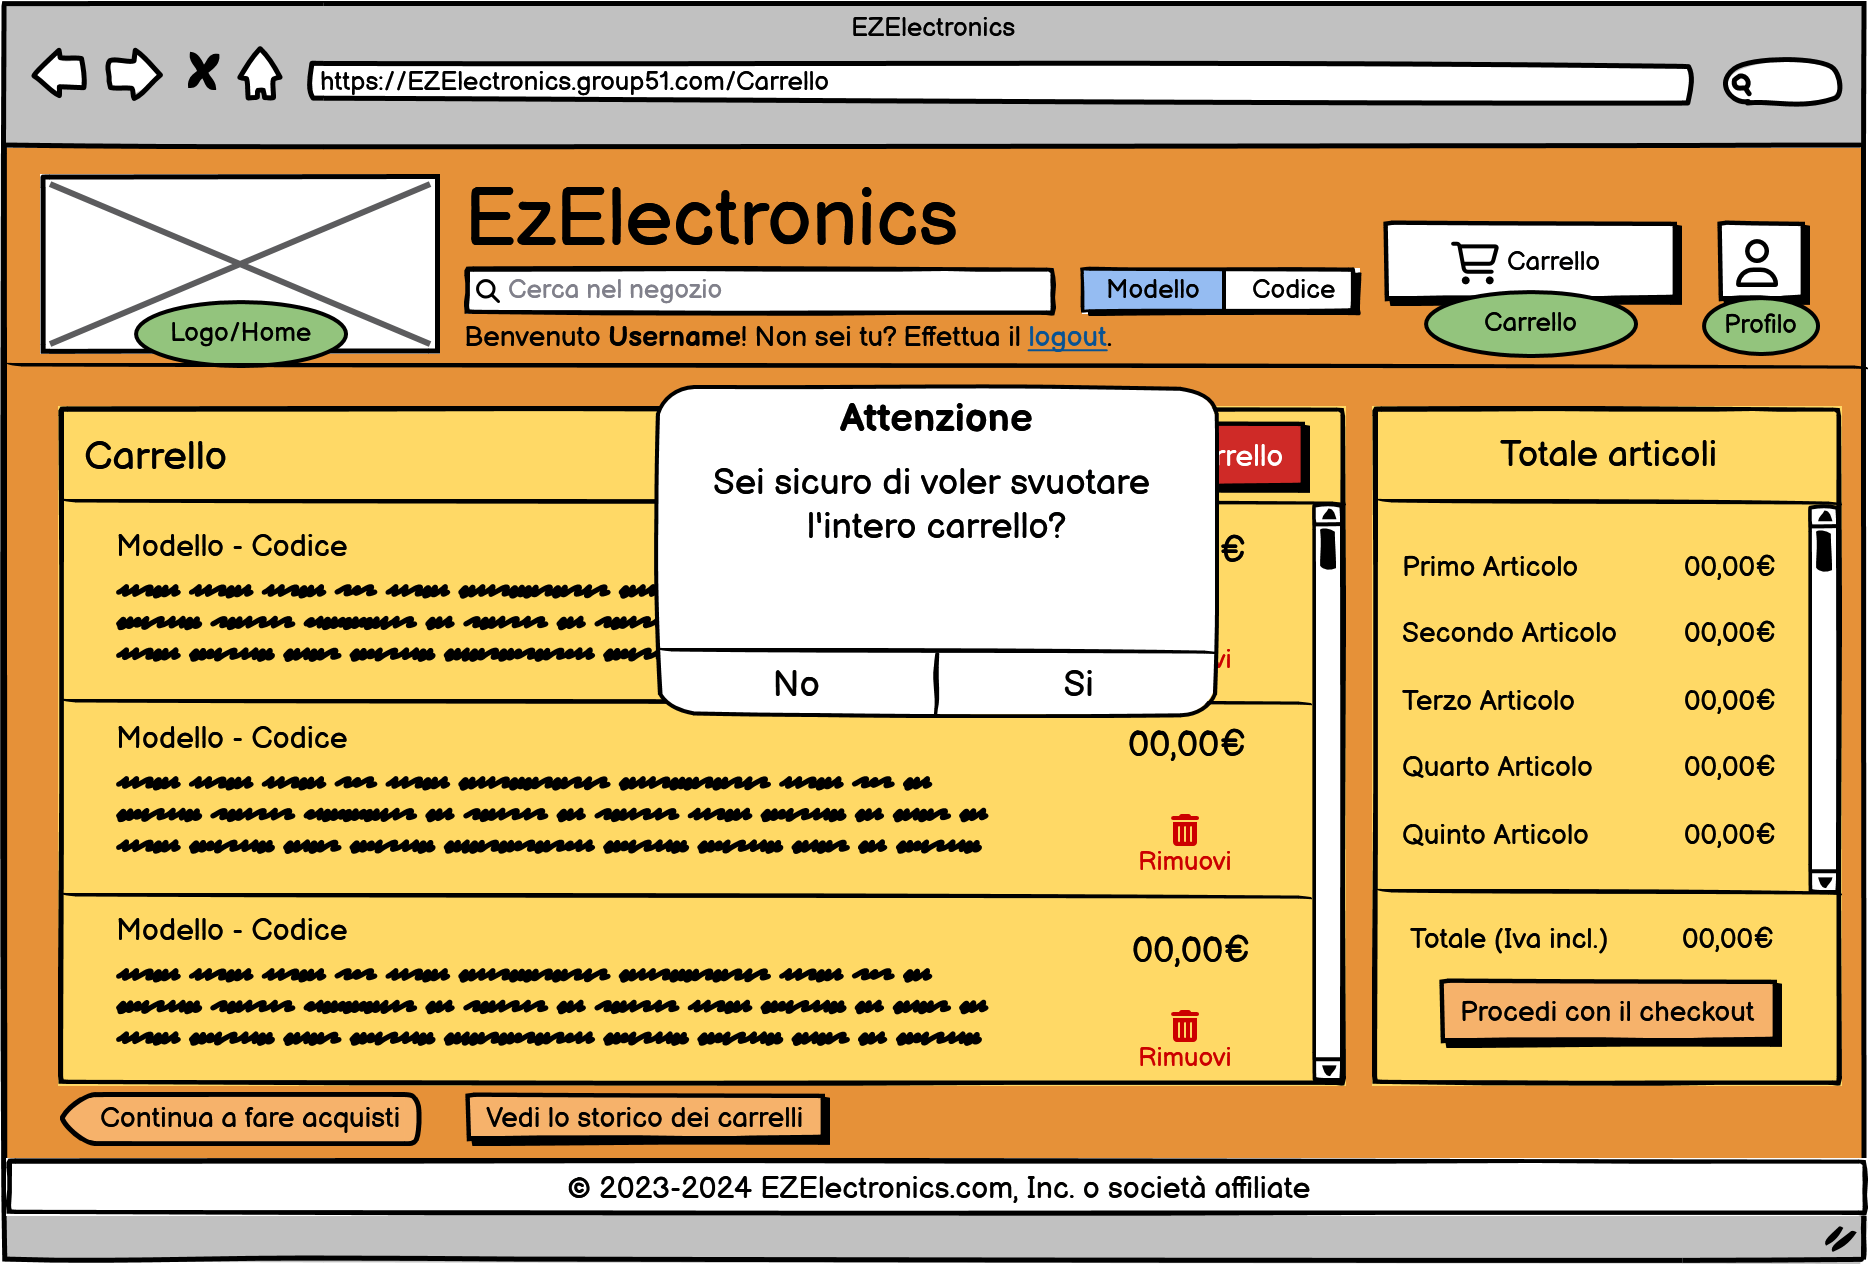 EZElectronics
https://EZElectronics.group51.com/Carrello
EzElectronics
Cerca nel negozio
Modello
Codice
Carrello
Logo/Home
Carrello
Profilo
Benvenuto Username! Non sei tu? Effettua il logout.
Attenzione
Sei sicuro di voler svuotare
l'intero carrello?
No
Si
Carrello
rrello
Modello - Codice
€
vi
Modello - Codice
00,00€
Rimuovi
Modello - Codice
00,00€
Rimuovi
Totale articoli
Primo Articolo 00,00€
Secondo Articolo 00,00€
Terzo Articolo 00,00€
Quarto Articolo 00,00€
Quinto Articolo 00,00€
Totale (Iva incl.) 00,00€
Procedi con il checkout
Continua a fare acquisti
Vedi lo storico dei carrelli
© 2023-2024 EZElectronics.com, Inc. o società affiliate